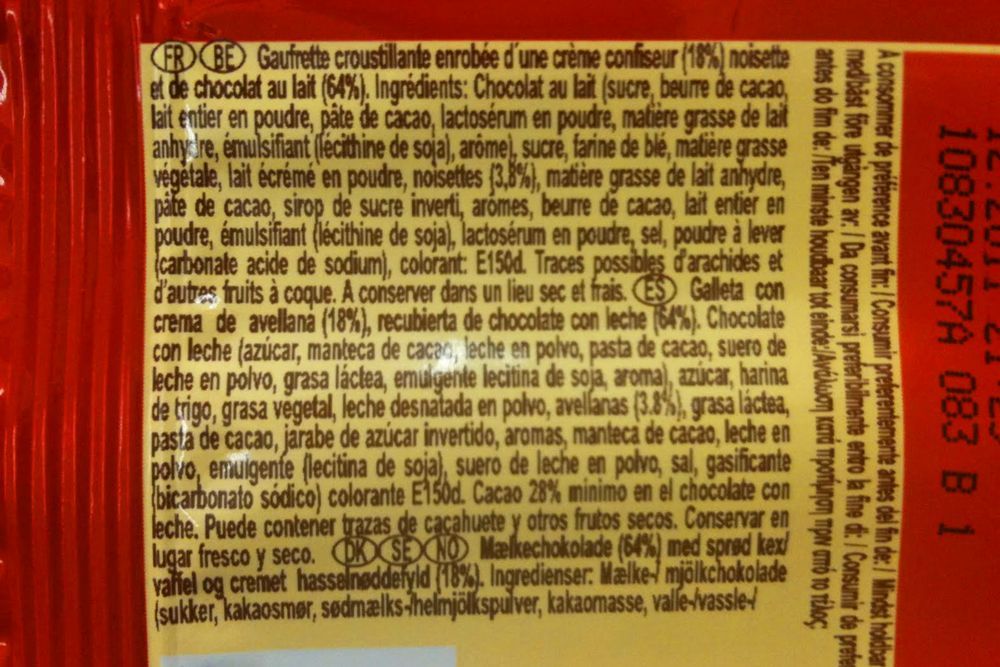 FR BE Gaufrette croustillante enrobée d'une crème confiseur (18%) noisette
et de chocolat au lait (64%). Ingrédients: Chocolat au lait (sucre, beurre de cacao,
lait entier en poudre, pâte de cacao, lactosérum en poudre, matière grasse de lait
anhydre, émulsifiant (lécithine de soja), arôme), sucre, farine de blé, matière grasse
végétale, lait écrémé en poudre, noisettes (3,8%), matière grasse de lait anhydre,
pâte de cacao, sirop de sucre inverti, arômes, beurre de cacao, lait entier en
poudre, émulsifiant (lécithine de soja), lactosérum en poudre, sel, poudre à lever
(carbonate acide de sodium), colorant: E150d. Traces possibles d'arachides et
d'autres fruits à coque. A conserver dans un lieu sec et frais. ES Galleta con
crema de avellana (18%), recubierta de chocolate con leche (64%). Chocolate
con leche (azúcar, manteca de cacao, leche en polvo, pasta de cacao, suero de
leche en polvo, grasa láctea, emulgente lecitina de soja, aroma), azúcar, harina
de trigo, grasa vegetal, leche desnatada en polvo, avellanas (3.8%), grasa láctea,
pasta de cacao, jarabe de azúcar invertido, aromas, manteca de cacao, leche en
polvo, emulgente (lecitina de soja), suero de leche en polvo, sal, gasificante
(bicarbonato sódico) colorante E150d. Cacao 28% minimo en el chocolate con
leche. Puede contener trazas de cacahuete y otros frutos secos. Conservar en
lugar fresco y seco. DK SE NO Mælkechokolade (64%) med sprød kex/
vaffel og cremet hasselnøddefyld (18%). Ingredienser: Mælke-/ mjölkchokolade
(sukker, kakaosmør, sødmælks-/helmjölkspulver, kakaomasse, valle-/vassle-/
A consommer de préférence avant fin: / Consumir preferentemente antes del fin de: / Mindst holdbar
med/bäst före utgången av: / Da consumarsi preferibilmente entro la fine di: / Consumir de prefe
antes do fim de: /Ten minste houdbaar tot einde:/Ανάλωση κατά προτίμηση πριν από το τέλος:
10830457A 083 B 1